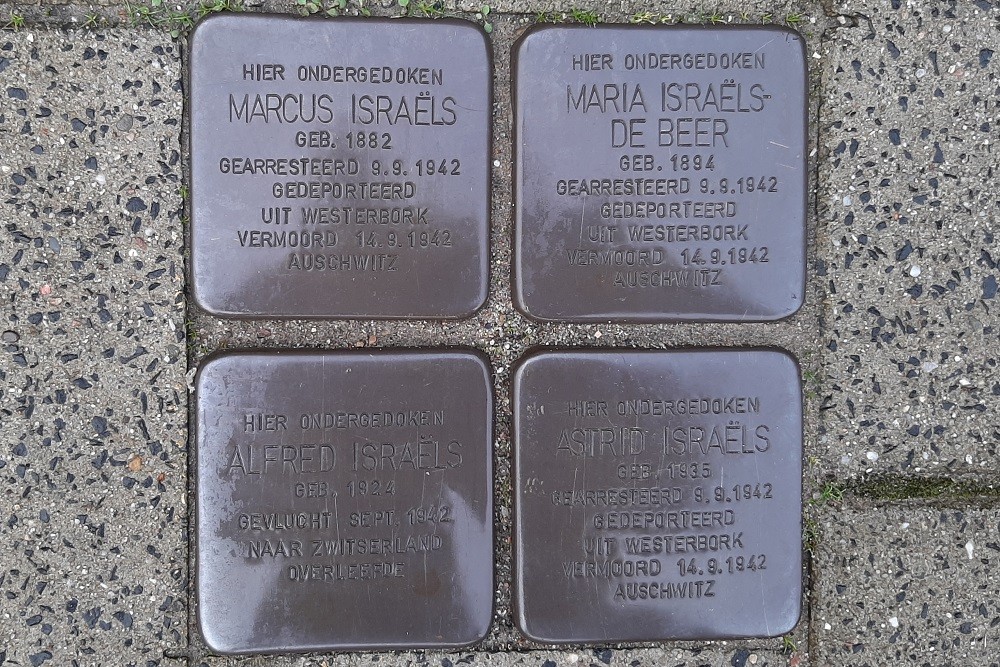 HIER ONDERGEDOKEN
MARCUS ISRAËLS
GEB. 1882
GEARRESTEERD 9.9.1942
GEDEPORTEERD
UIT WESTERBORK
VERMOORD 14.9.1942
AUSCHWITZ
HIER ONDERGEDOKEN
MARIA ISRAËLS-
DE BEER
GEB. 1894
GEARRESTEERD 9.9.1942
GEDEPORTEERD
UIT WESTERBORK
VERMOORD 14.9.1942
AUSCHWITZ
HIER ONDERGEDOKEN
ALFRED ISRAËLS
GEB. 1924
GEVLUCHT SEPT. 1942
NAAR ZWITSERLAND
OVERLEEFDE
HIER ONDERGEDOKEN
ASTRID ISRAËLS
GEB. 1935
GEARRESTEERD 9.9.1942
GEDEPORTEERD
UIT WESTERBORK
VERMOORD 14.9.1942
AUSCHWITZ